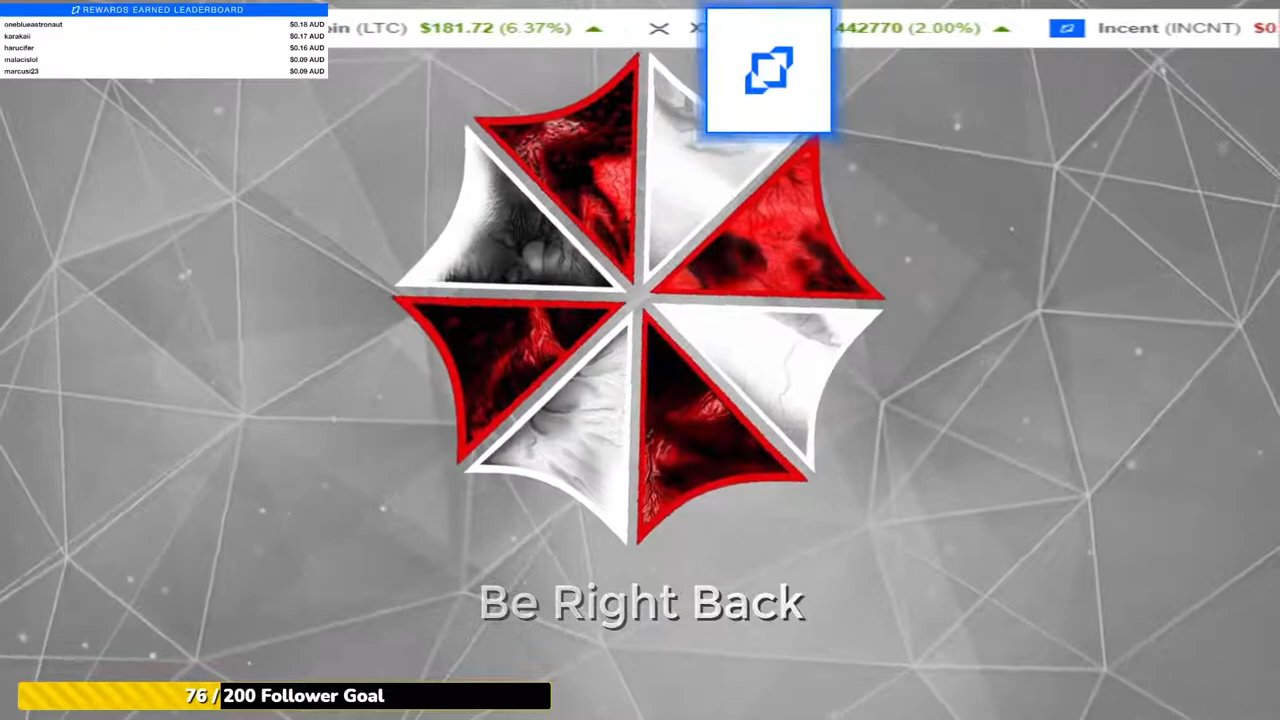 REWARDS EARNED LEADERBOARD
oneblueastronaut $0.18 AUD
karakaii $0.17 AUD
harucifer $0.16 AUD
malacislol $0.09 AUD
marcusi23 $0.09 AUD
oin (LTC) $181.72 (6.37%) 442770 (2.00%) Incent (INCNT) $0
Be Right Back
76 / 200 Follower Goal